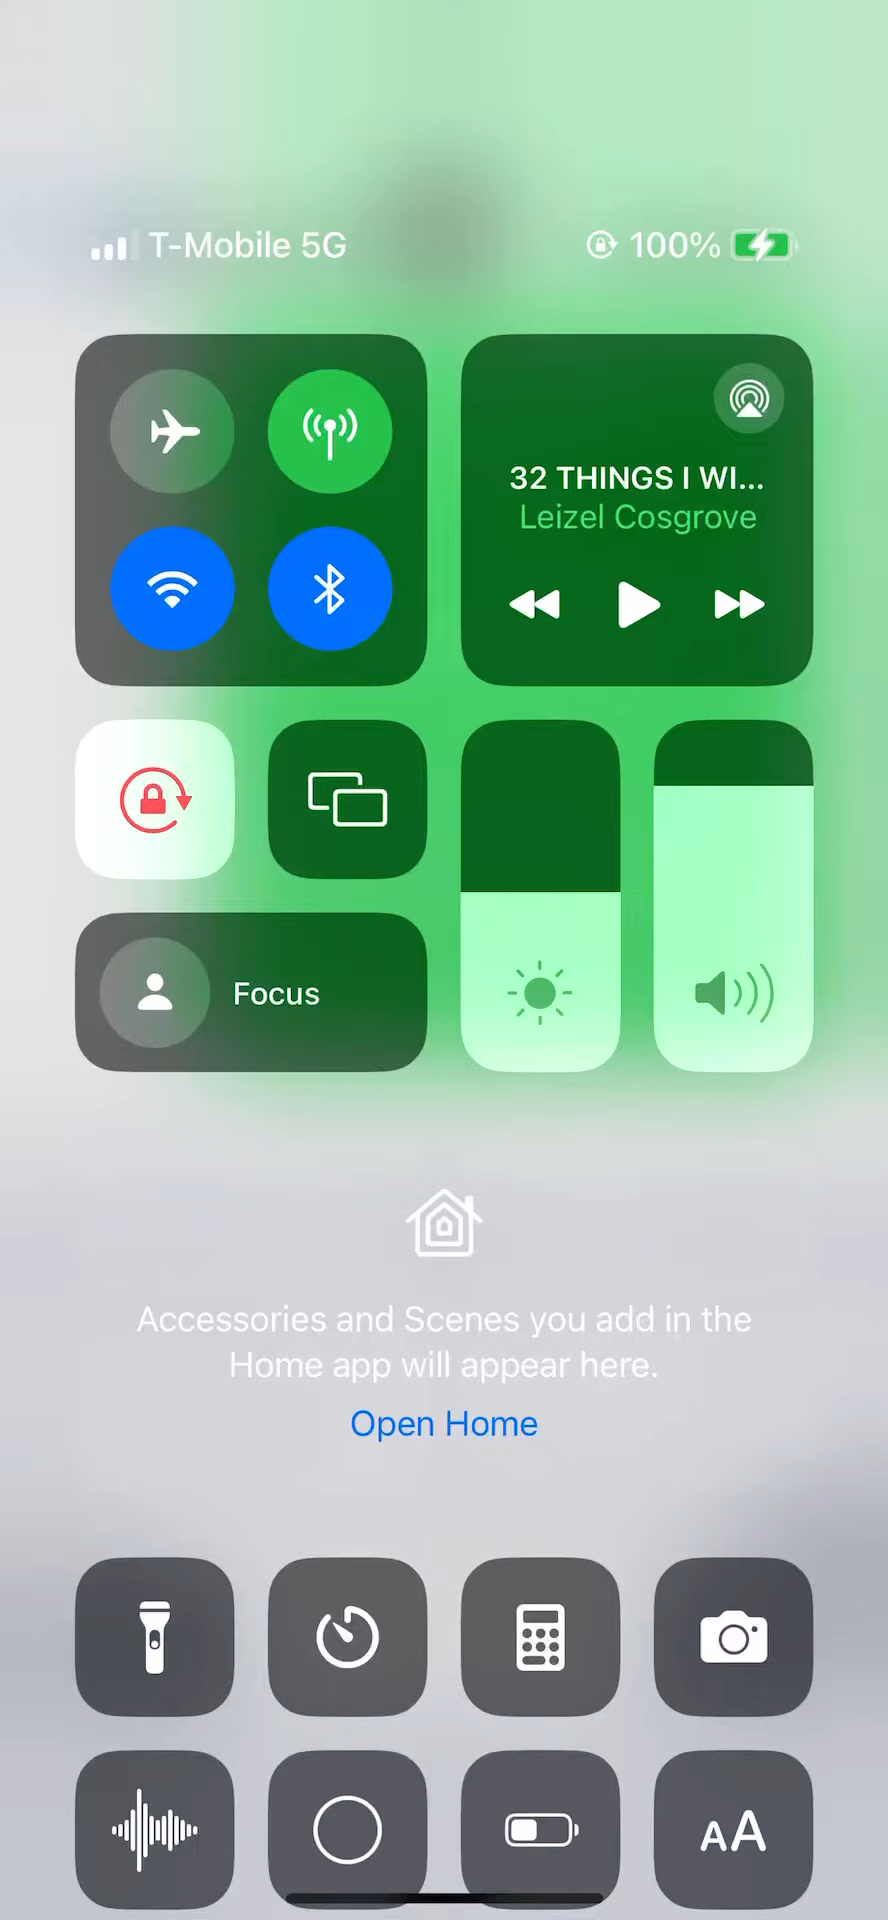 T-Mobile 5G
100%
32 THINGS I WI...
Leizel Cosgrove
Focus
Accessories and Scenes you add in the
Home app will appear here.
Open Home
AA